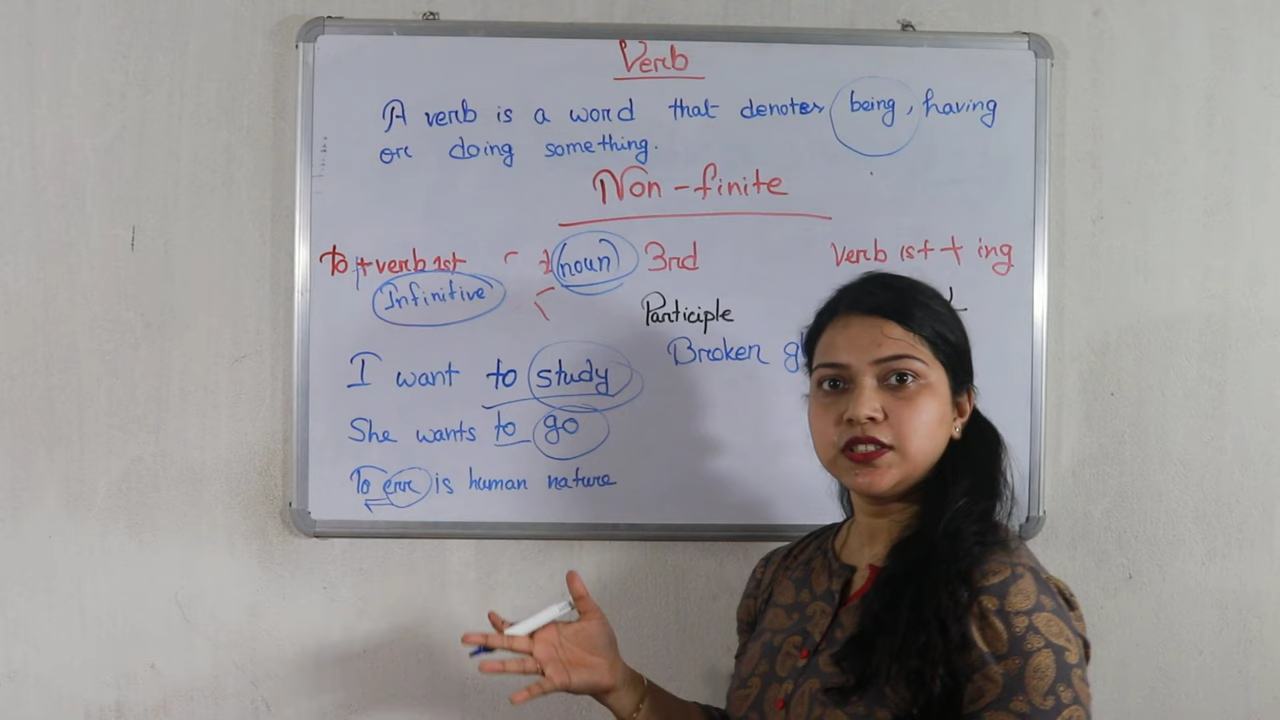 Verb
A verb is a word that denotes being, having
or doing something.
Non-finite
To + verb 1st (noun) 3rd Verb 1st + ing
Infinitive
Participle
Broken
I want to study
She wants to go
To err is human nature